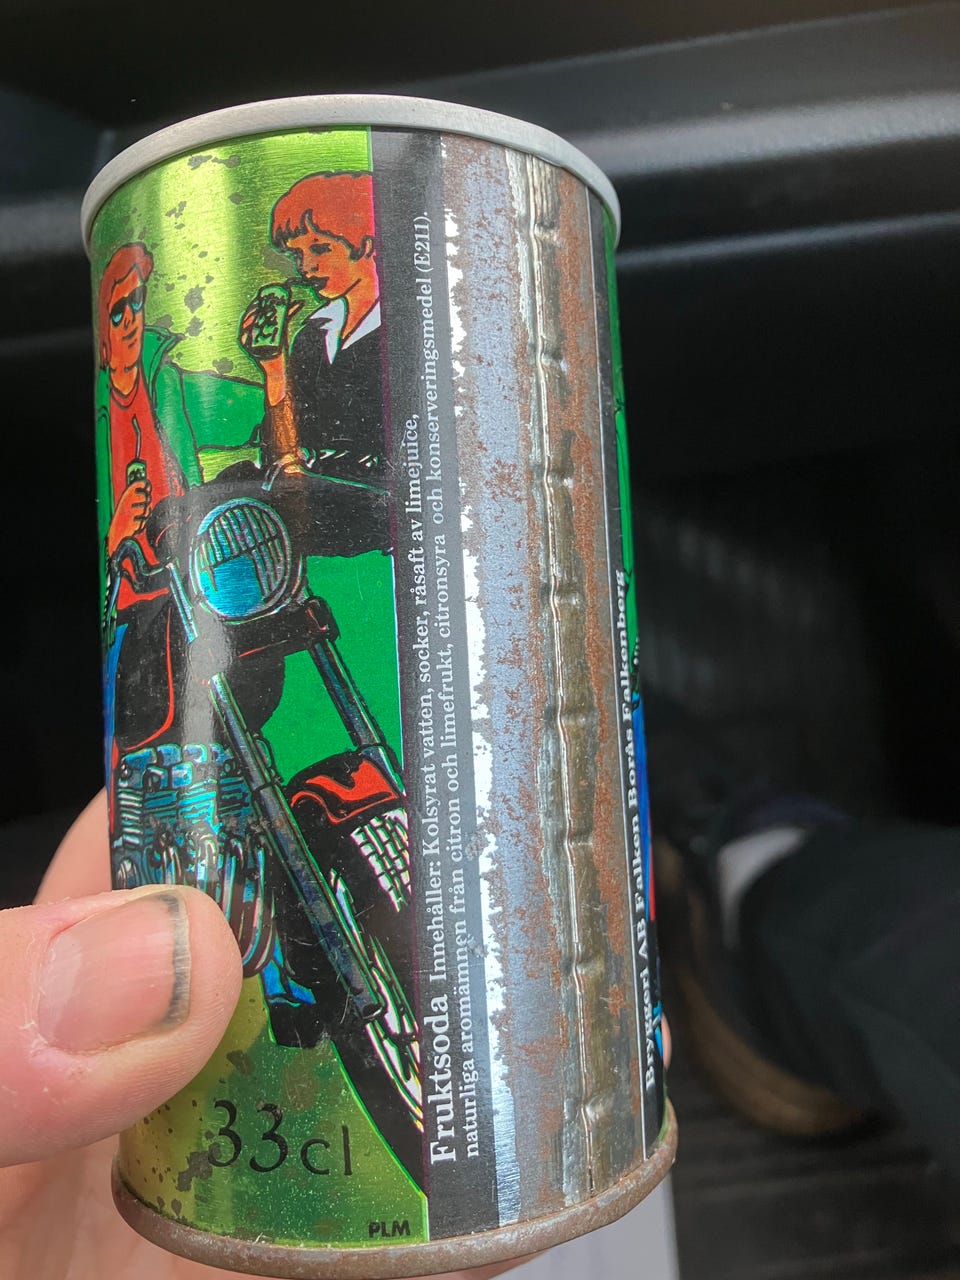 Fruktsoda Innehåller: Kolsyrat vatten, socker, råsaft av limejuice,
naturliga aromämnen från citron och limefrukt, citronsyra och konserveringsmedel (E211).
Bryggeri AB Falken Borås Falkenberg
33cl
PLM